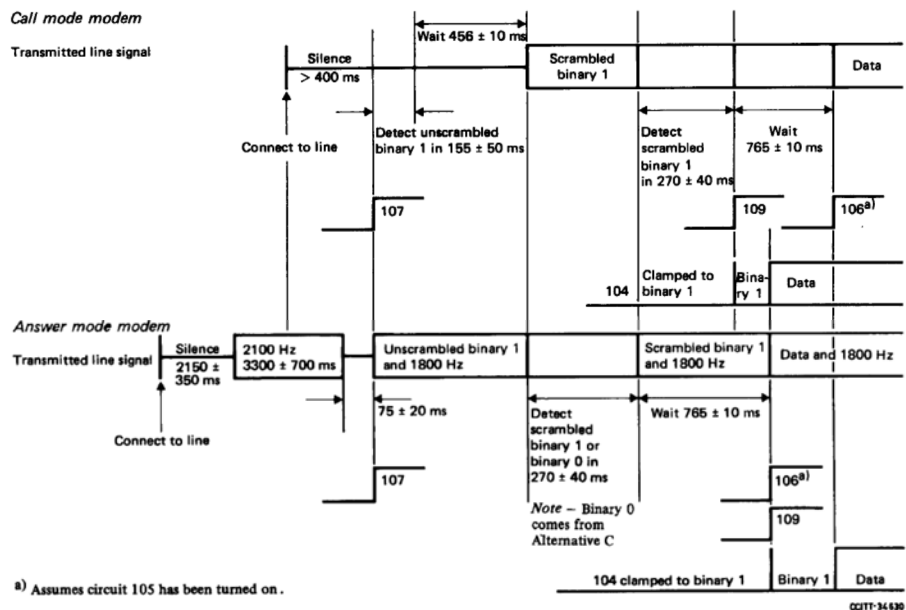 Call mode modem
Wait 456 ± 10 ms
Transmitted line signal
Silence
> 400 ms
Scrambled
binary 1
Data
Connect to line
Detect unscrambled
binary 1 in 155 ± 50 ms
Detect
scrambled
binary 1
in 270 ± 40 ms
Wait
765 ± 10 ms
107
109
106a)
104
Clamped to
binary 1
Bina-
ry 1
Data
Answer mode modem
Transmitted line signal
Silence
2150 ±
350 ms
2100 Hz
3300 ± 700 ms
Unscrambled binary 1
and 1800 Hz
Scrambled binary 1
and 1800 Hz
Data and 1800 Hz
Connect to line
75 ± 20 ms
Detect
scrambled
binary 1 or
binary 0 in
270 ± 40 ms
Wait 765 ± 10 ms
107
106a)
Note – Binary 0
comes from
Alternative C
109
a) Assumes circuit 105 has been turned on.
104 clamped to binary 1
Binary 1
Data
CCITT-34630